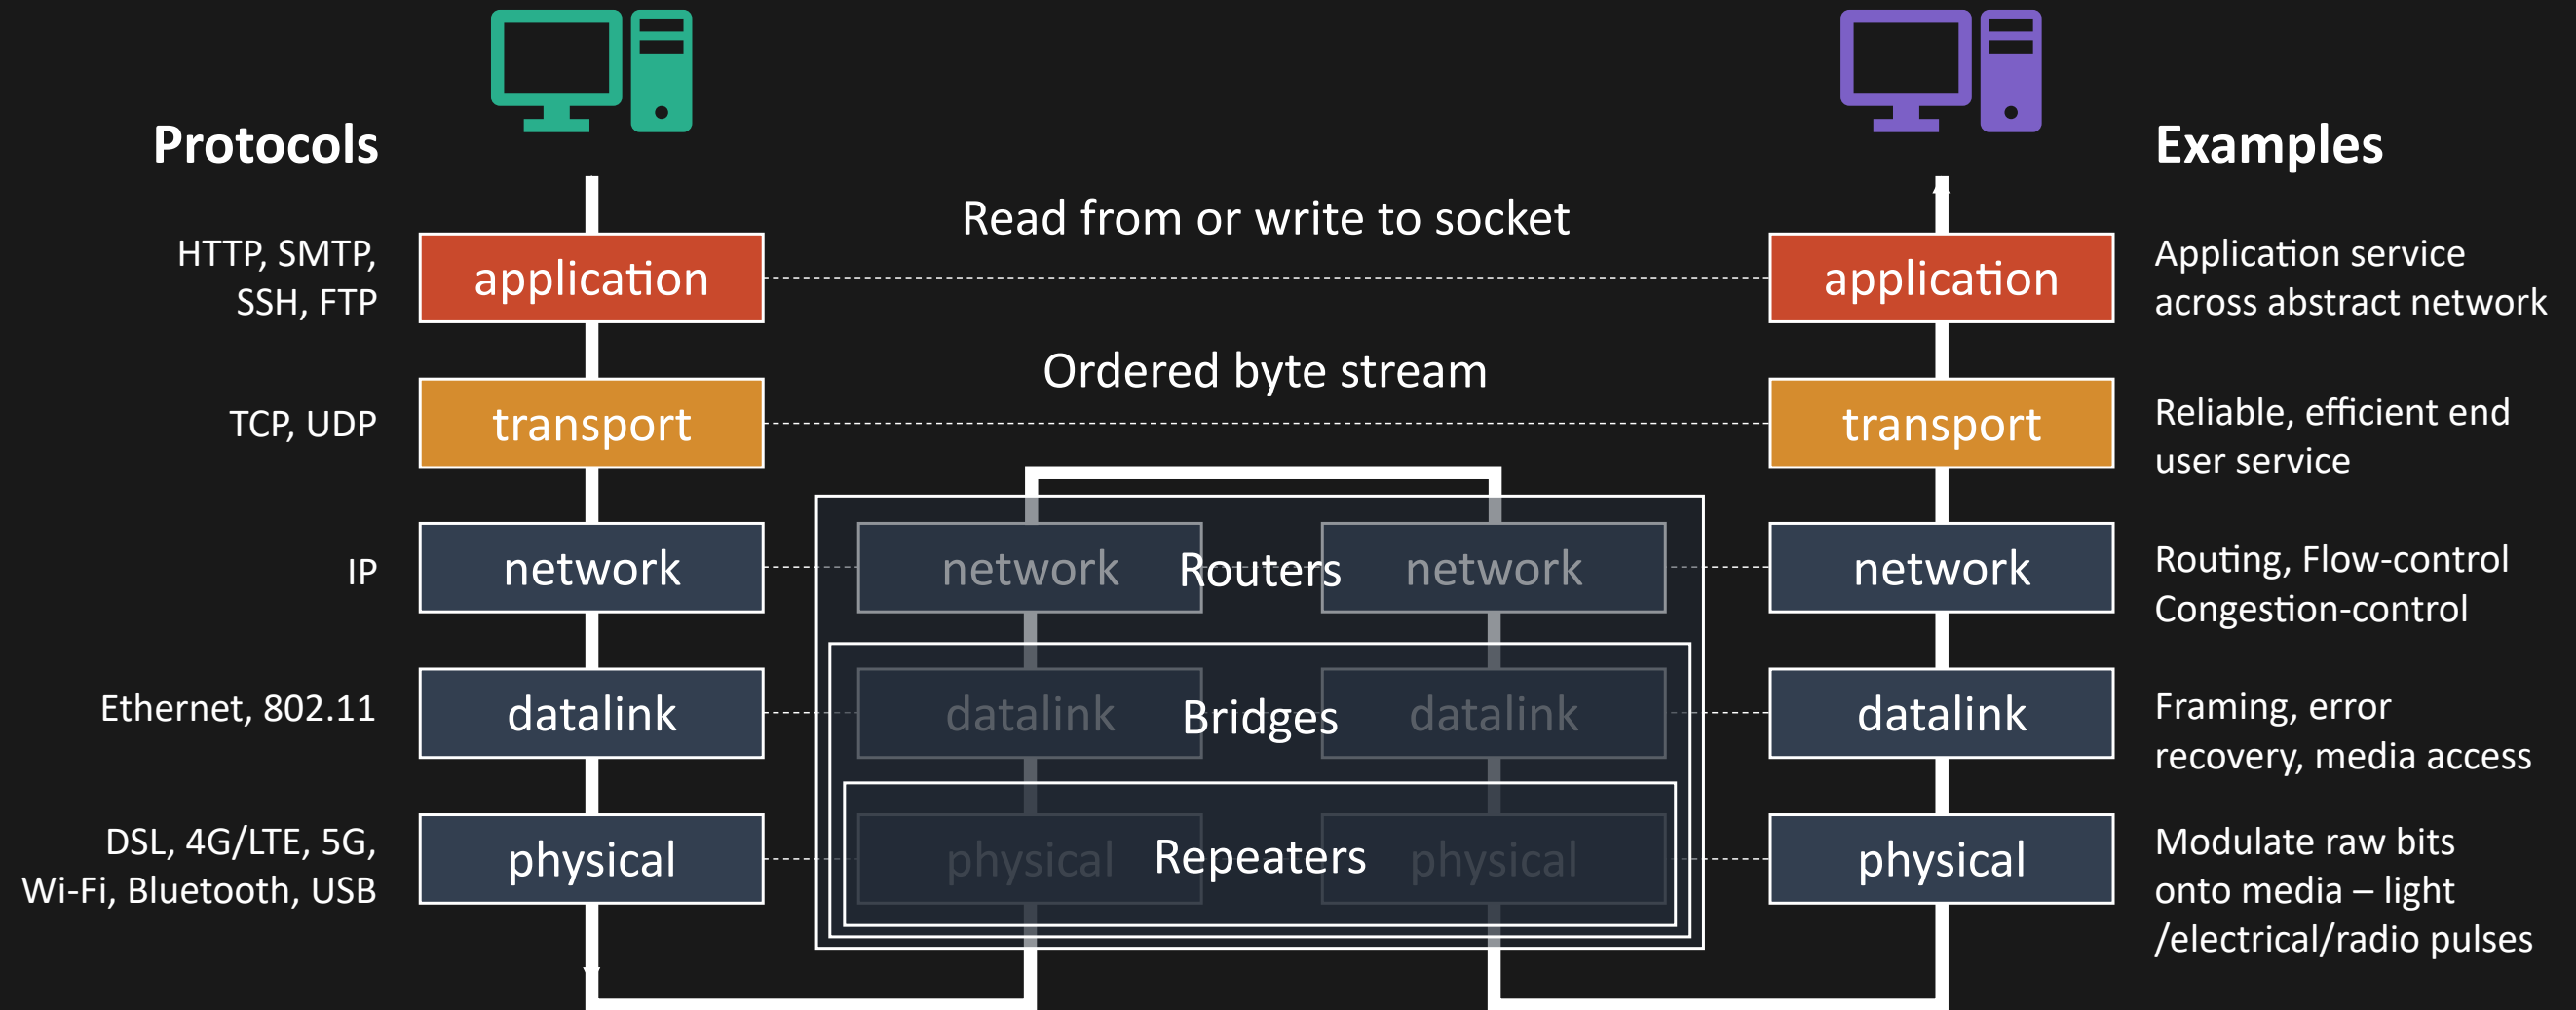 Protocols
Examples
Read from or write to socket
HTTP, SMTP,
SSH, FTP
application
application
Application service
across abstract network
Ordered byte stream
TCP, UDP
transport
transport
Reliable, efficient end
user service
IP
network
network
Routers
network
network
Routing, Flow-control
Congestion-control
Ethernet, 802.11
datalink
datalink
Bridges
datalink
datalink
Framing, error
recovery, media access
DSL, 4G/LTE, 5G,
Wi-Fi, Bluetooth, USB
physical
physical
Repeaters
physical
physical
Modulate raw bits
onto media – light
/electrical/radio pulses